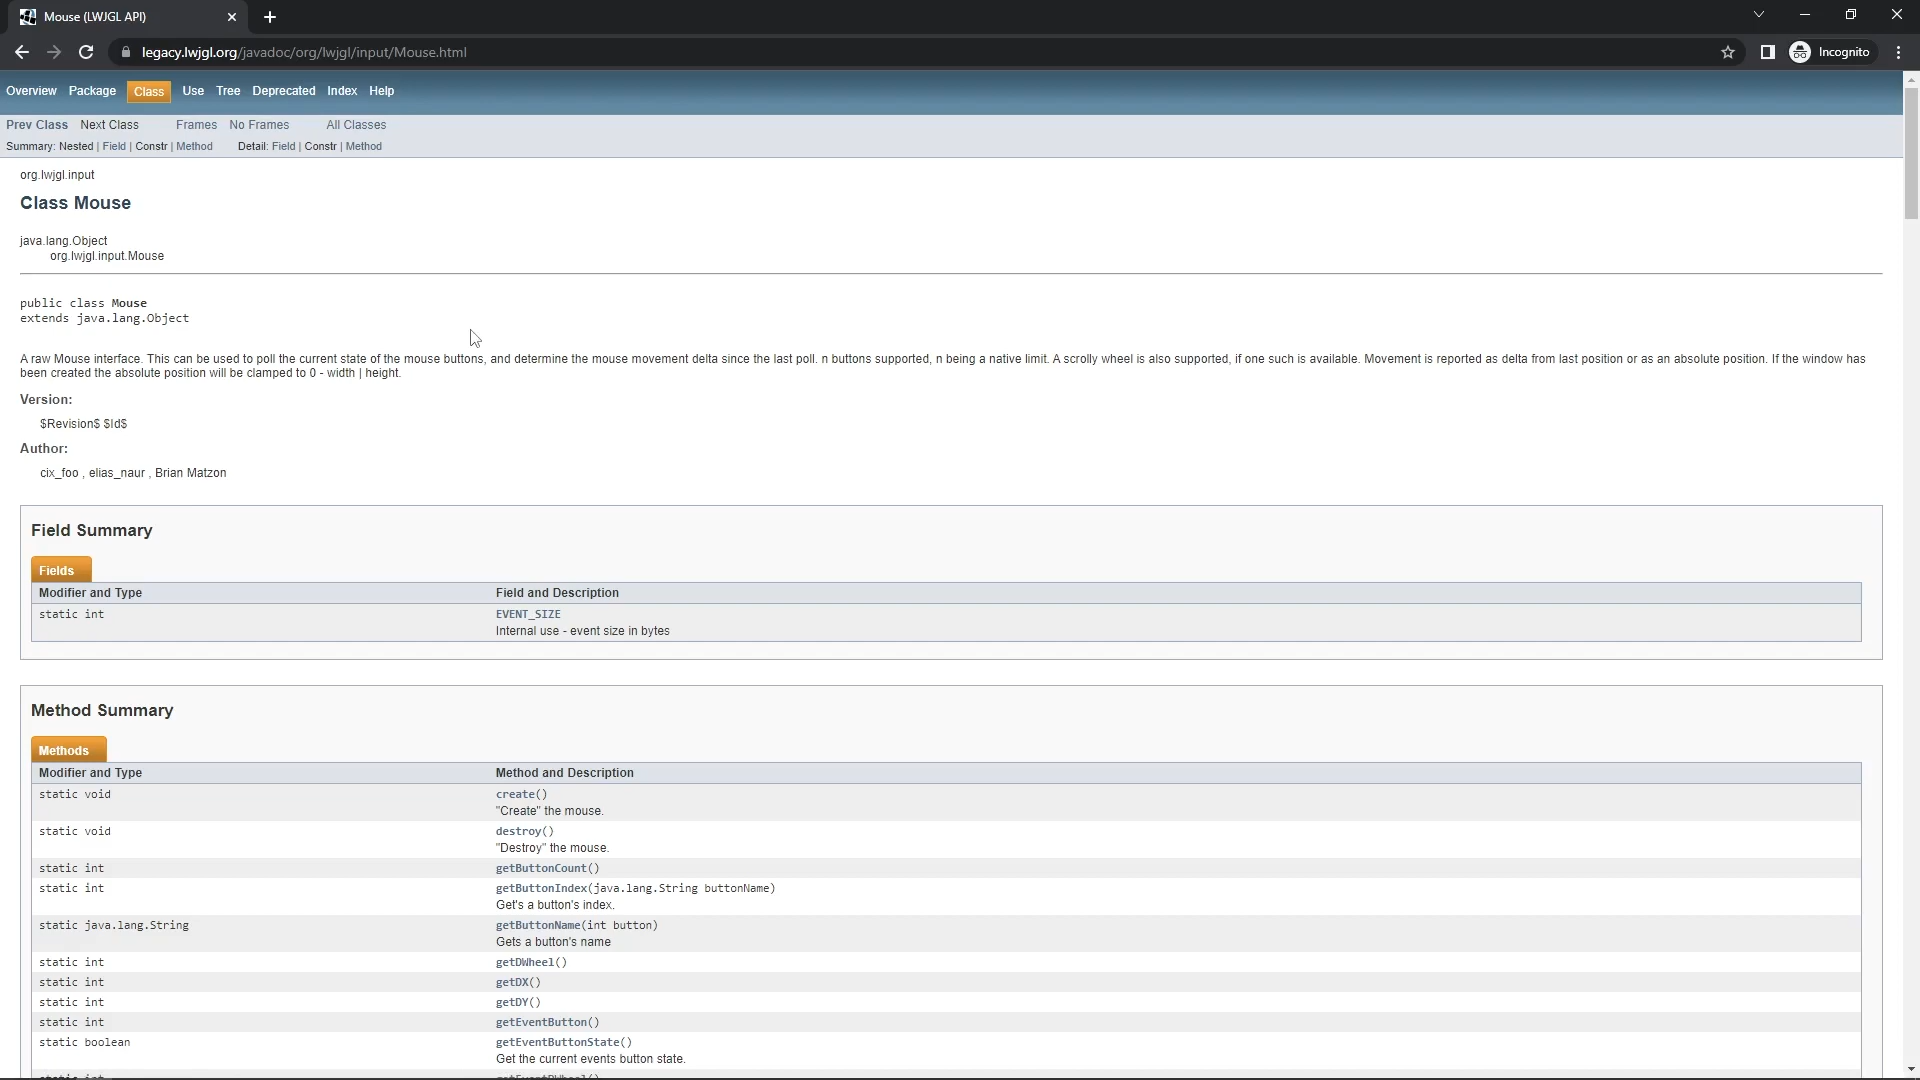 Mouse (LWJGL API)
legacy.lwjgl.org/javadoc/org/lwjgl/input/Mouse.html
Incognito
Overview Package Class Use Tree Deprecated Index Help
Prev Class Next Class Frames No Frames All Classes
Summary: Nested | Field | Constr | Method Detail: Field | Constr | Method
org.lwjgl.input
Class Mouse
java.lang.Object
org.lwjgl.input.Mouse
public class Mouse
extends java.lang.Object
A raw Mouse interface. This can be used to poll the current state of the mouse buttons, and determine the mouse movement delta since the last poll. n buttons supported, n being a native limit. A scrolly wheel is also supported, if one such is available. Movement is reported as delta from last position or as an absolute position. If the window has
been created the absolute position will be clamped to 0 - width | height.
Version:
$Revision$ $Id$
Author:
cix_foo , elias_naur , Brian Matzon
Field Summary
Fields
Modifier and Type Field and Description
static int EVENT_SIZE
Internal use - event size in bytes
Method Summary
Methods
Modifier and Type Method and Description
static void create()
"Create" the mouse.
static void destroy()
"Destroy" the mouse.
static int getButtonCount()
static int getButtonIndex(java.lang.String buttonName)
Get's a button's index.
static java.lang.String getButtonName(int button)
Gets a button's name
static int getDWheel()
static int getDX()
static int getDY()
static int getEventButton()
static boolean getEventButtonState()
Get the current events button state.
static int getEventDWheel()